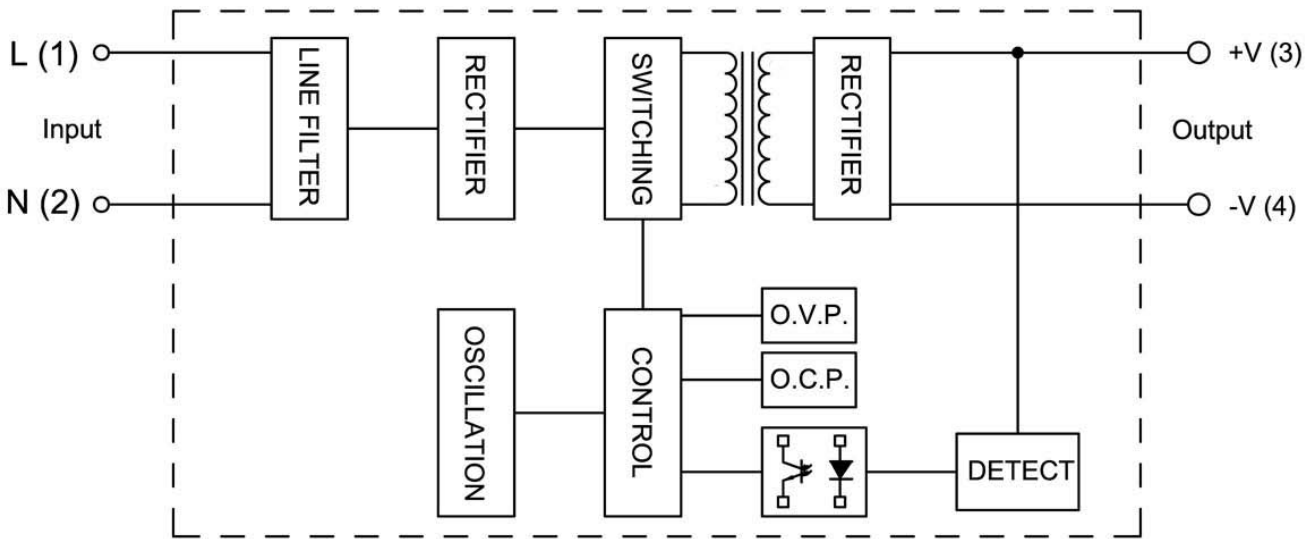 L (1)
Input
N (2)
LINE FILTER
RECTIFIER
SWITCHING
RECTIFIER
+V (3)
Output
-V (4)
OSCILLATION
CONTROL
O.V.P.
O.C.P.
DETECT